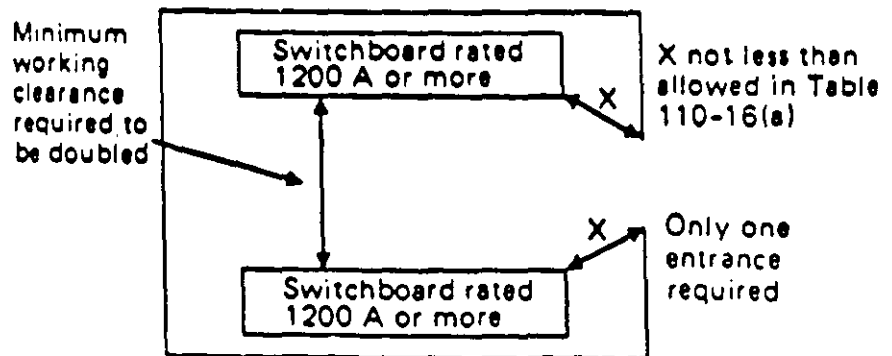 Minimum
working
clearance
required to
be doubled
Switchboard rated
1200 A or more
X
X not less than
allowed in Table
110-16(a)
X
Only one
entrance
required
Switchboard rated
1200 A or more